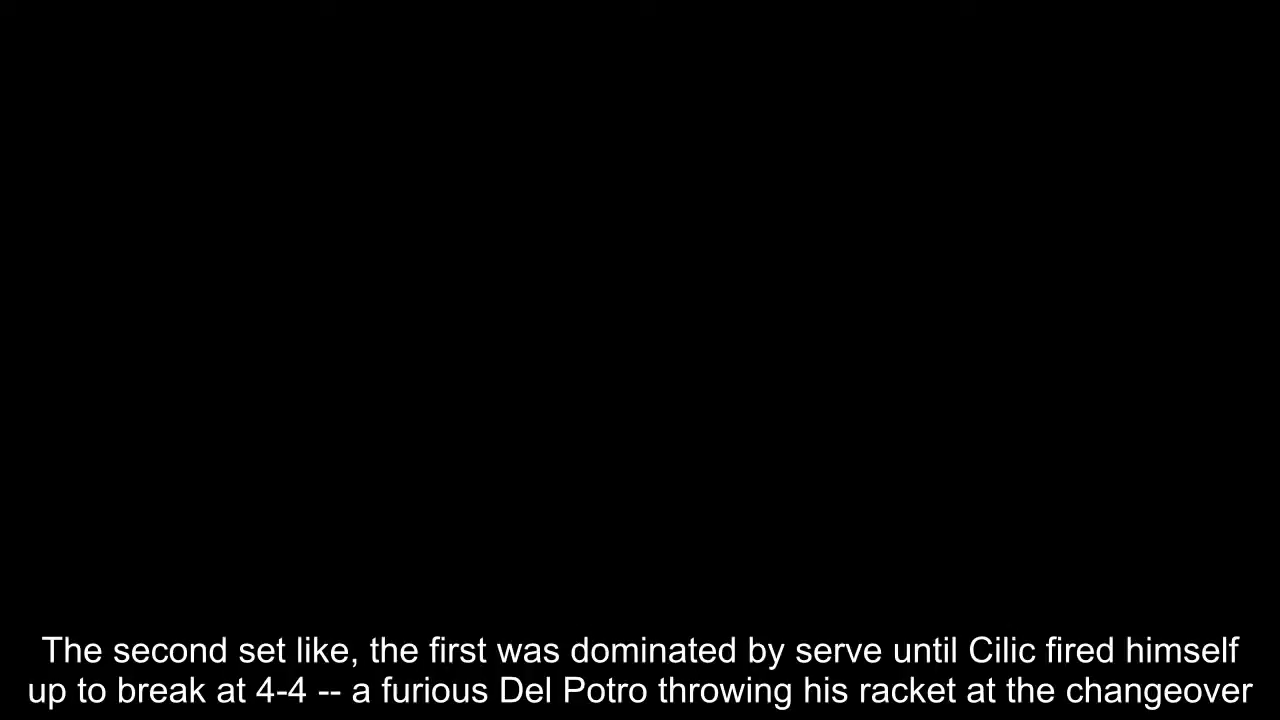 The second set like, the first was dominated by serve until Cilic fired himself
up to break at 4-4 -- a furious Del Potro throwing his racket at the changeover